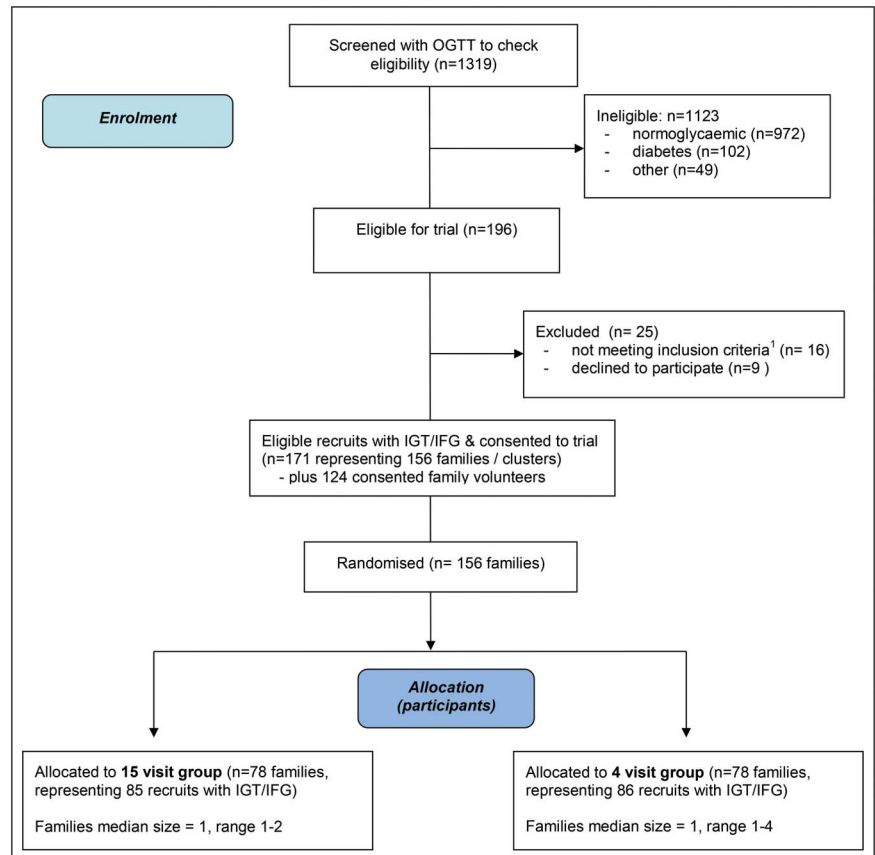 Screened with OGTT to check
eligibility (n=1319)
Enrolment
Ineligible: n=1123
- normoglycaemic (n=972)
- diabetes (n=102)
- other (n=49)
Eligible for trial (n=196)
Excluded (n= 25)
- not meeting inclusion criteria¹ (n= 16)
- declined to participate (n=9 )
Eligible recruits with IGT/IFG & consented to trial
(n=171 representing 156 families / clusters)
- plus 124 consented family volunteers
Randomised (n= 156 families)
Allocation
(participants)
Allocated to 15 visit group (n=78 families,
representing 85 recruits with IGT/IFG)
Families median size = 1, range 1-2
Allocated to 4 visit group (n=78 families,
representing 86 recruits with IGT/IFG)
Families median size = 1, range 1-4